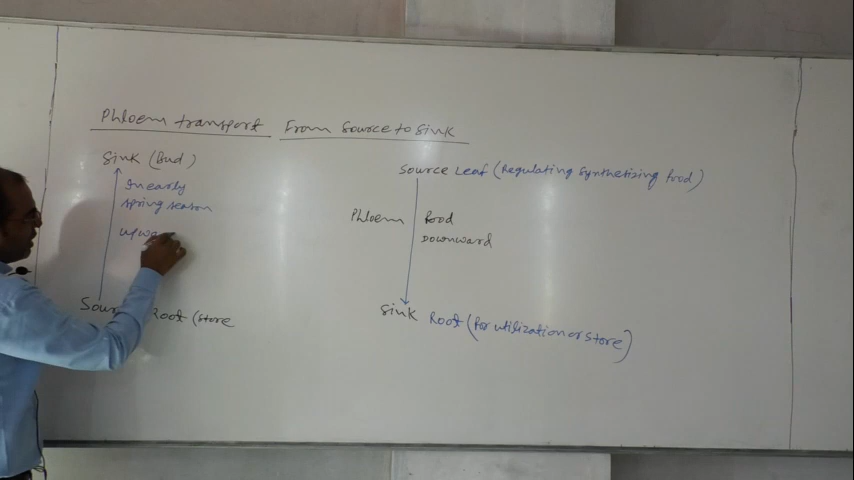 Phloem transport From Source to Sink
Sink (Bud)
In early
spring season
upwa
Sour Root (store
Source Leaf (Regulating Synthesizing food)
Phloem food
Downward
Sink Root (for utilization or store)